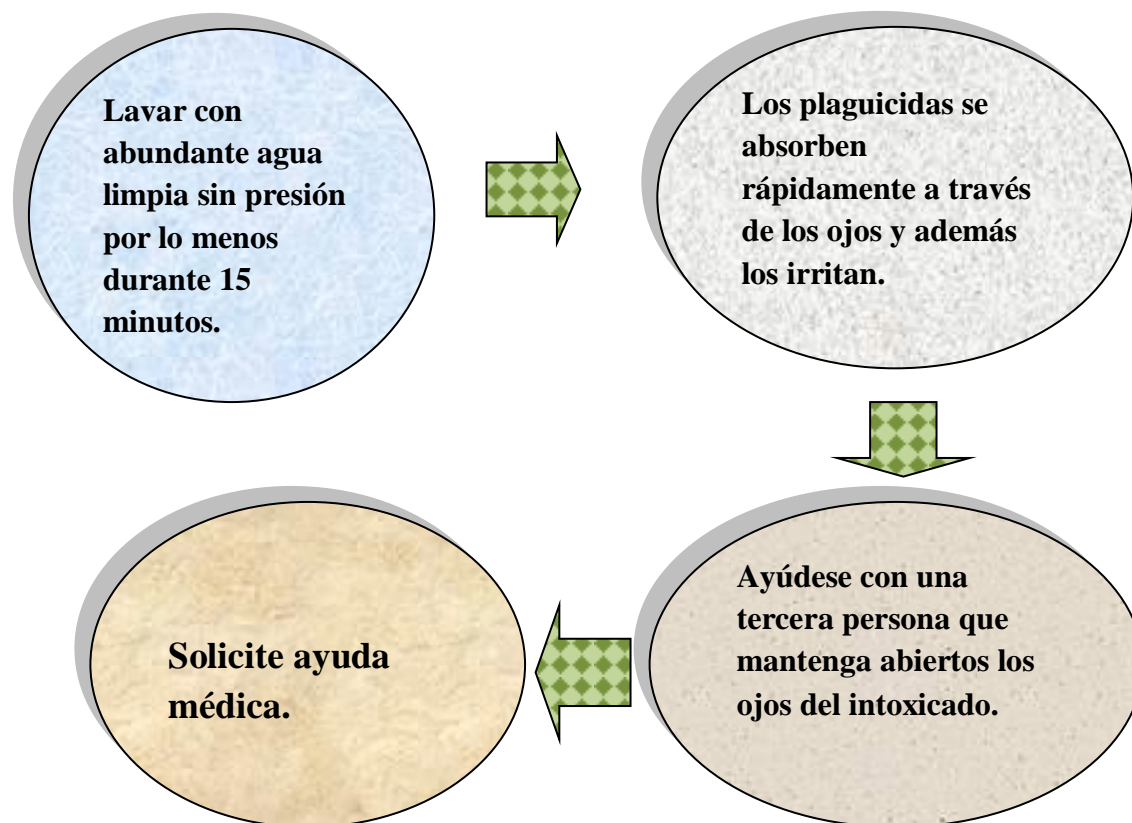 Lavar con
abundante agua
limpia sin presión
por lo menos
durante 15
minutos.
Los plaguicidas se
absorben
rápidamente a través
de los ojos y además
los irritan.
Ayúdese con una
tercera persona que
mantenga abiertos los
ojos del intoxicado.
Solicite ayuda
médica.